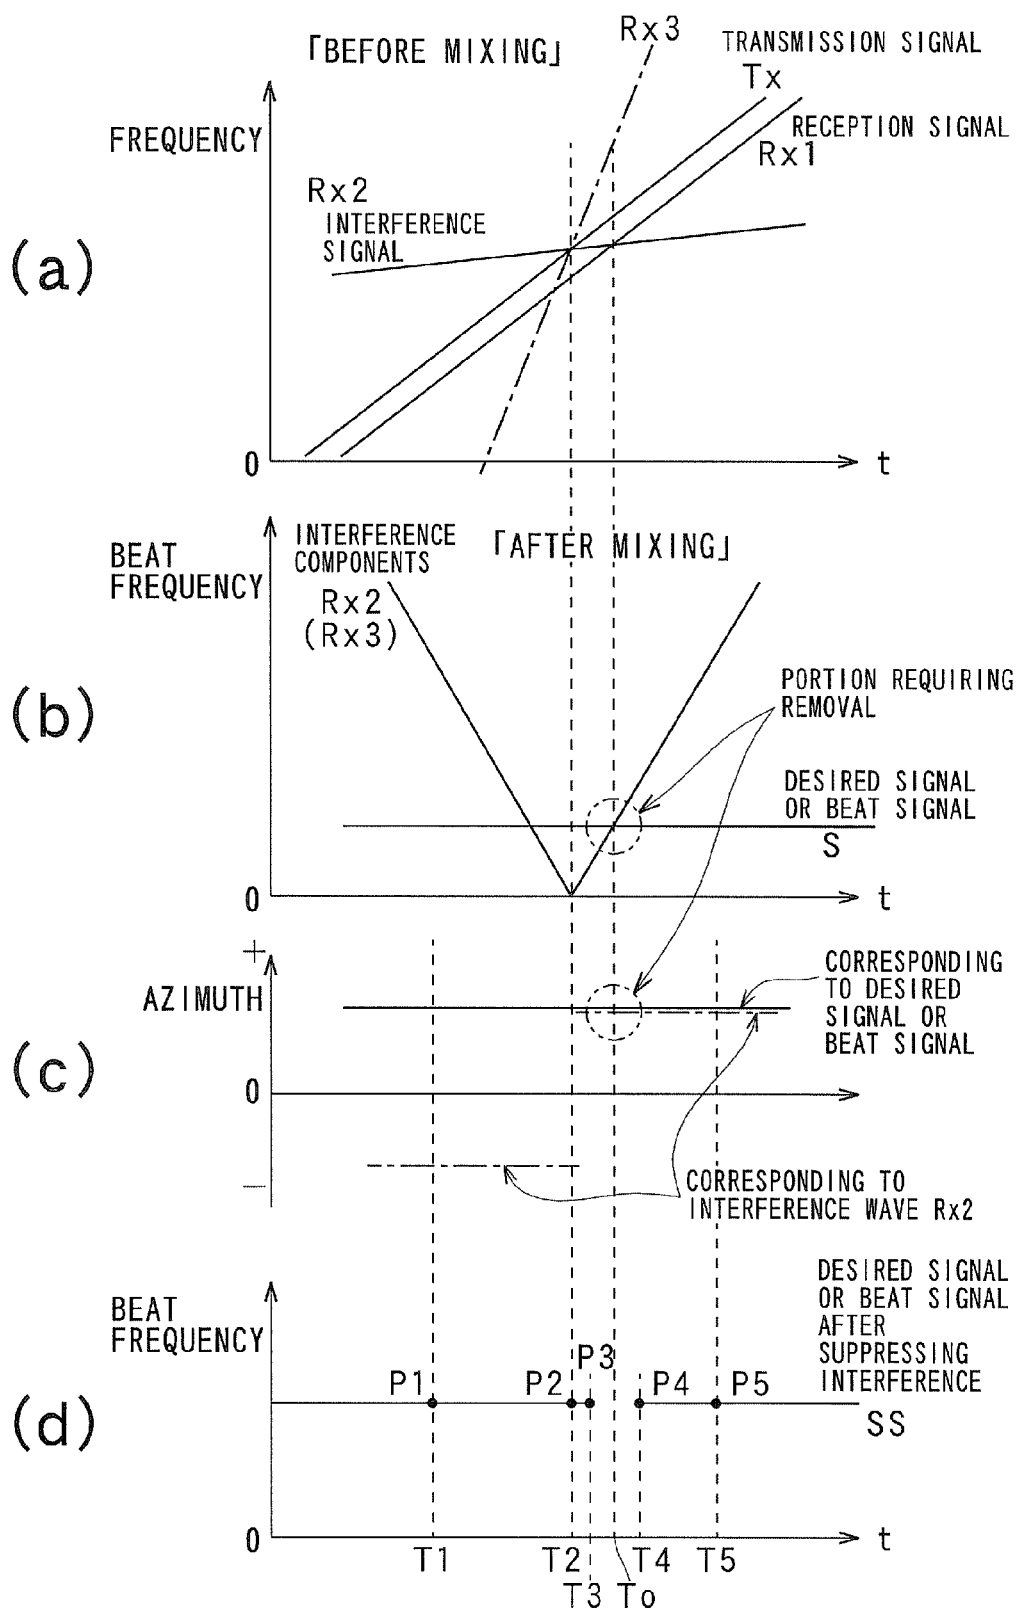 「BEFORE MIXING」
Rx3
TRANSMISSION SIGNAL
Tx
FREQUENCY
RECEPTION SIGNAL
Rx1
Rx2
INTERFERENCE
SIGNAL
(a)
0
t
BEAT
FREQUENCY
INTERFERENCE
COMPONENTS
「AFTER MIXING」
Rx2
(Rx3)
(b)
PORTION REQUIRING
REMOVAL
DESIRED SIGNAL
OR BEAT SIGNAL
S
0
t
+
AZIMUTH
CORRESPONDING
TO DESIRED
SIGNAL OR
BEAT SIGNAL
(c)
0
−
CORRESPONDING TO
INTERFERENCE WAVE Rx2
BEAT
FREQUENCY
DESIRED SIGNAL
OR BEAT SIGNAL
AFTER
SUPPRESSING
INTERFERENCE
(d)
P1
P2
P3
P4
P5
SS
0
t
T1
T2
T4
T5
T3
To